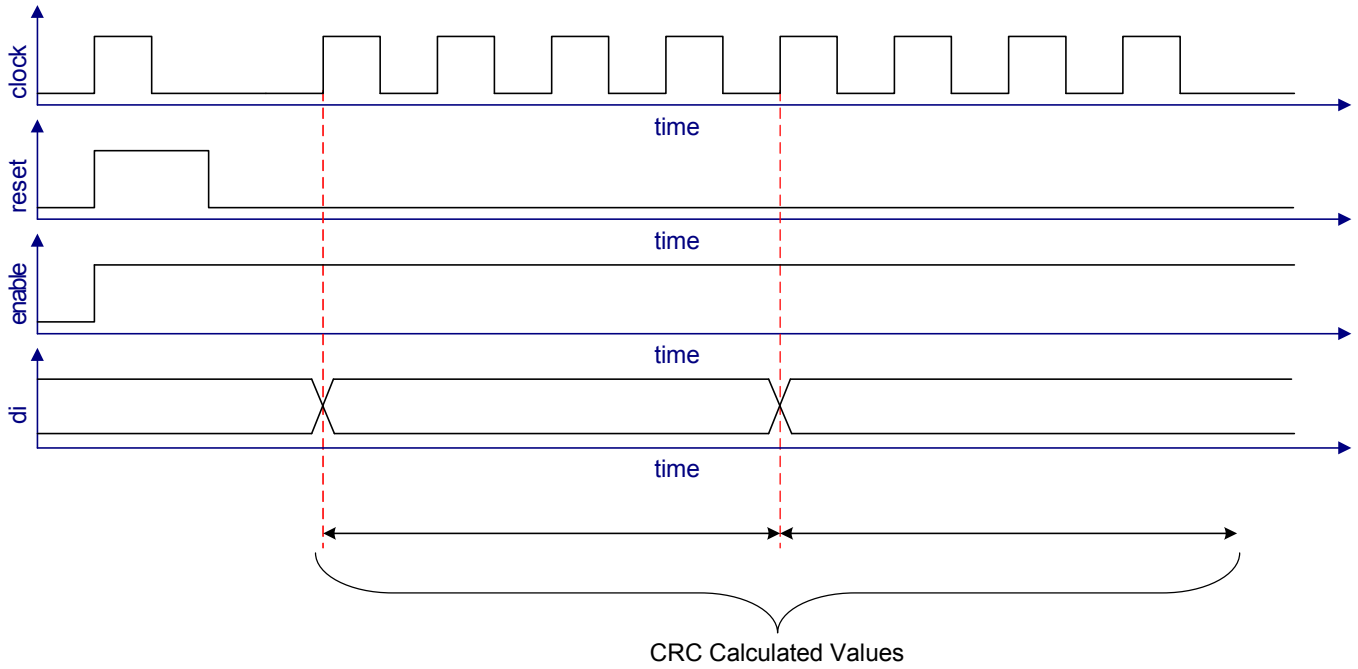 clock
time
reset
time
enable
time
di
time
CRC Calculated Values